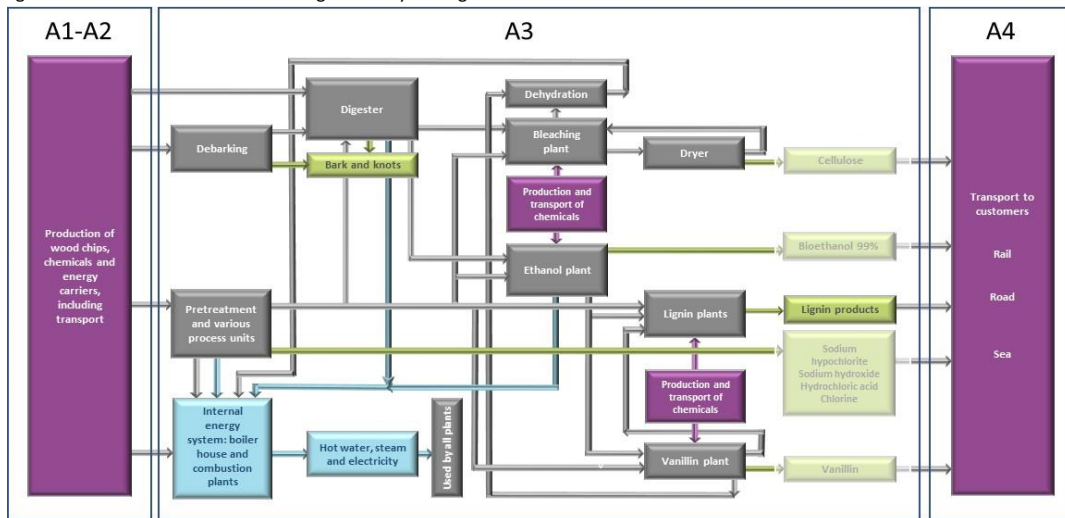 A1-A2
A3
A4
Production of
wood chips,
chemicals and
energy
carriers,
including
transport
Debarking
Digester
Bark and knots
Pretreatment
and various
process units
Internal
energy
system: boiler
house and
combustion
plants
Hot water, steam
and electricity
Used by all plants
Dehydration
Bleaching
plant
Dryer
Production and
transport of
chemicals
Ethanol plant
Lignin plants
Production and
transport of
chemicals
Vanillin plant
Cellulose
Bioethanol 99%
Lignin products
Sodium
hypochlorite
Sodium hydroxide
Hydrochloric acid
Chlorine
Vanillin
Transport to
customers
Rail
Road
Sea